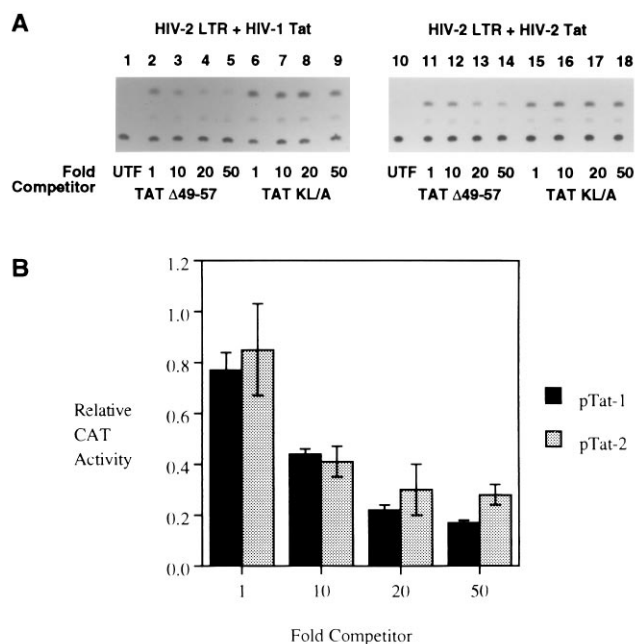 A
HIV-2 LTR + HIV-1 Tat
HIV-2 LTR + HIV-2 Tat
1 2 3 4 5 6 7 8 9
10 11 12 13 14 15 16 17 18
Fold Competitor
UTF 1 10 20 50 1 10 20 50
UTF 1 10 20 50 1 10 20 50
TAT Δ49-57 TAT KL/A
TAT Δ49-57 TAT KL/A
B
1.2
1.0
0.8
0.6
0.4
0.2
0.0
Relative
CAT
Activity
pTat-1
pTat-2
1 10 20 50
Fold Competitor